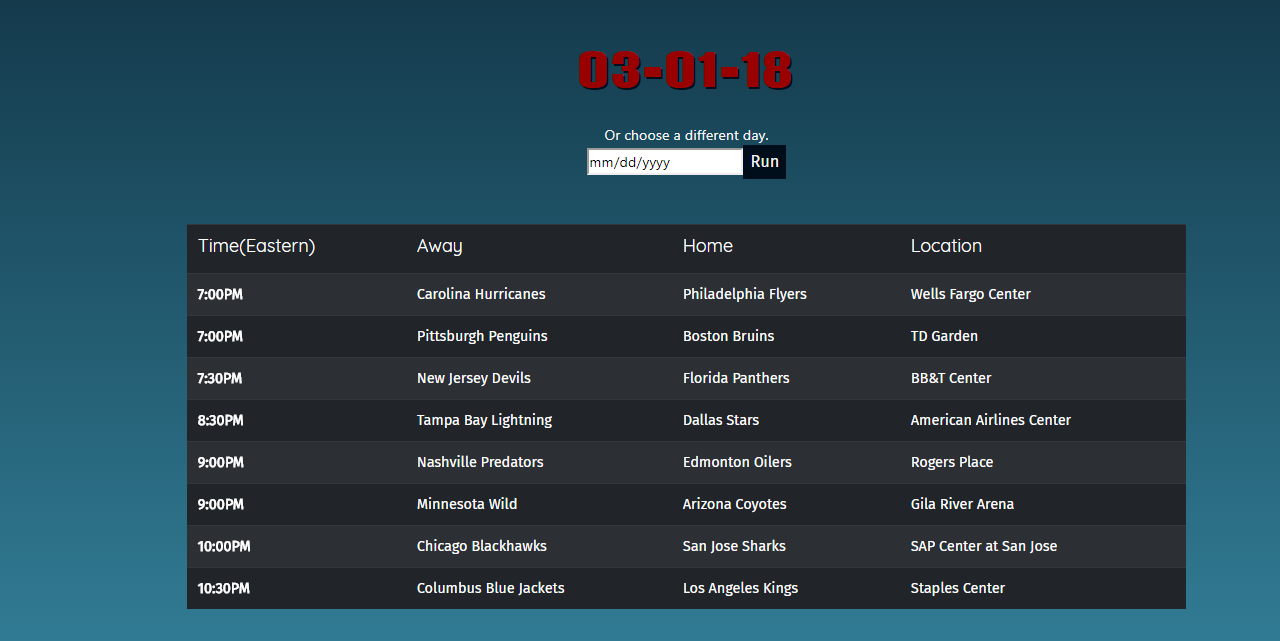 03-01-18
Or choose a different day.
mm/dd/yyyy Run
Time(Eastern) Away Home Location
7:00PM Carolina Hurricanes Philadelphia Flyers Wells Fargo Center
7:00PM Pittsburgh Penguins Boston Bruins TD Garden
7:30PM New Jersey Devils Florida Panthers BB&T Center
8:30PM Tampa Bay Lightning Dallas Stars American Airlines Center
9:00PM Nashville Predators Edmonton Oilers Rogers Place
9:00PM Minnesota Wild Arizona Coyotes Gila River Arena
10:00PM Chicago Blackhawks San Jose Sharks SAP Center at San Jose
10:30PM Columbus Blue Jackets Los Angeles Kings Staples Center